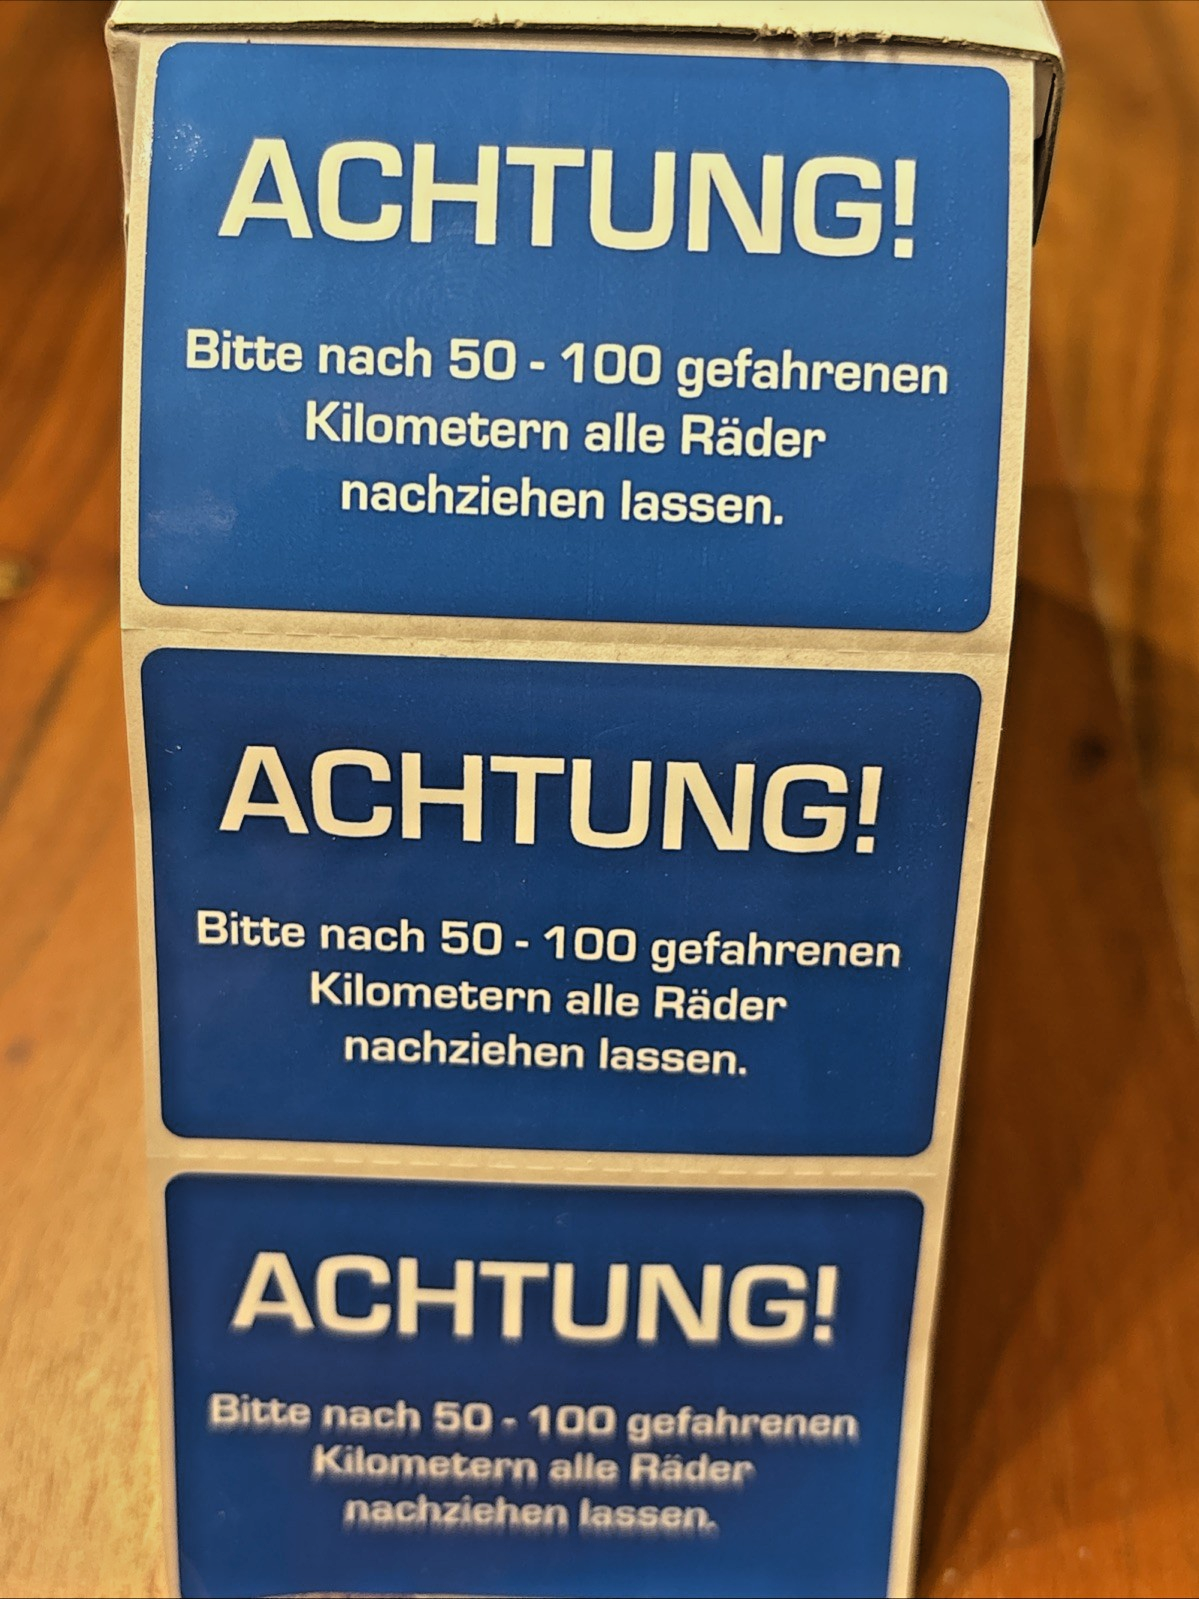 ACHTUNG!
Bitte nach 50 - 100 gefahrenen
Kilometern alle Räder
nachziehen lassen.
ACHTUNG!
Bitte nach 50 - 100 gefahrenen
Kilometern alle Räder
nachziehen lassen.
ACHTUNG!
Bitte nach 50 - 100 gefahrenen
Kilometern alle Räder
nachziehen lassen.